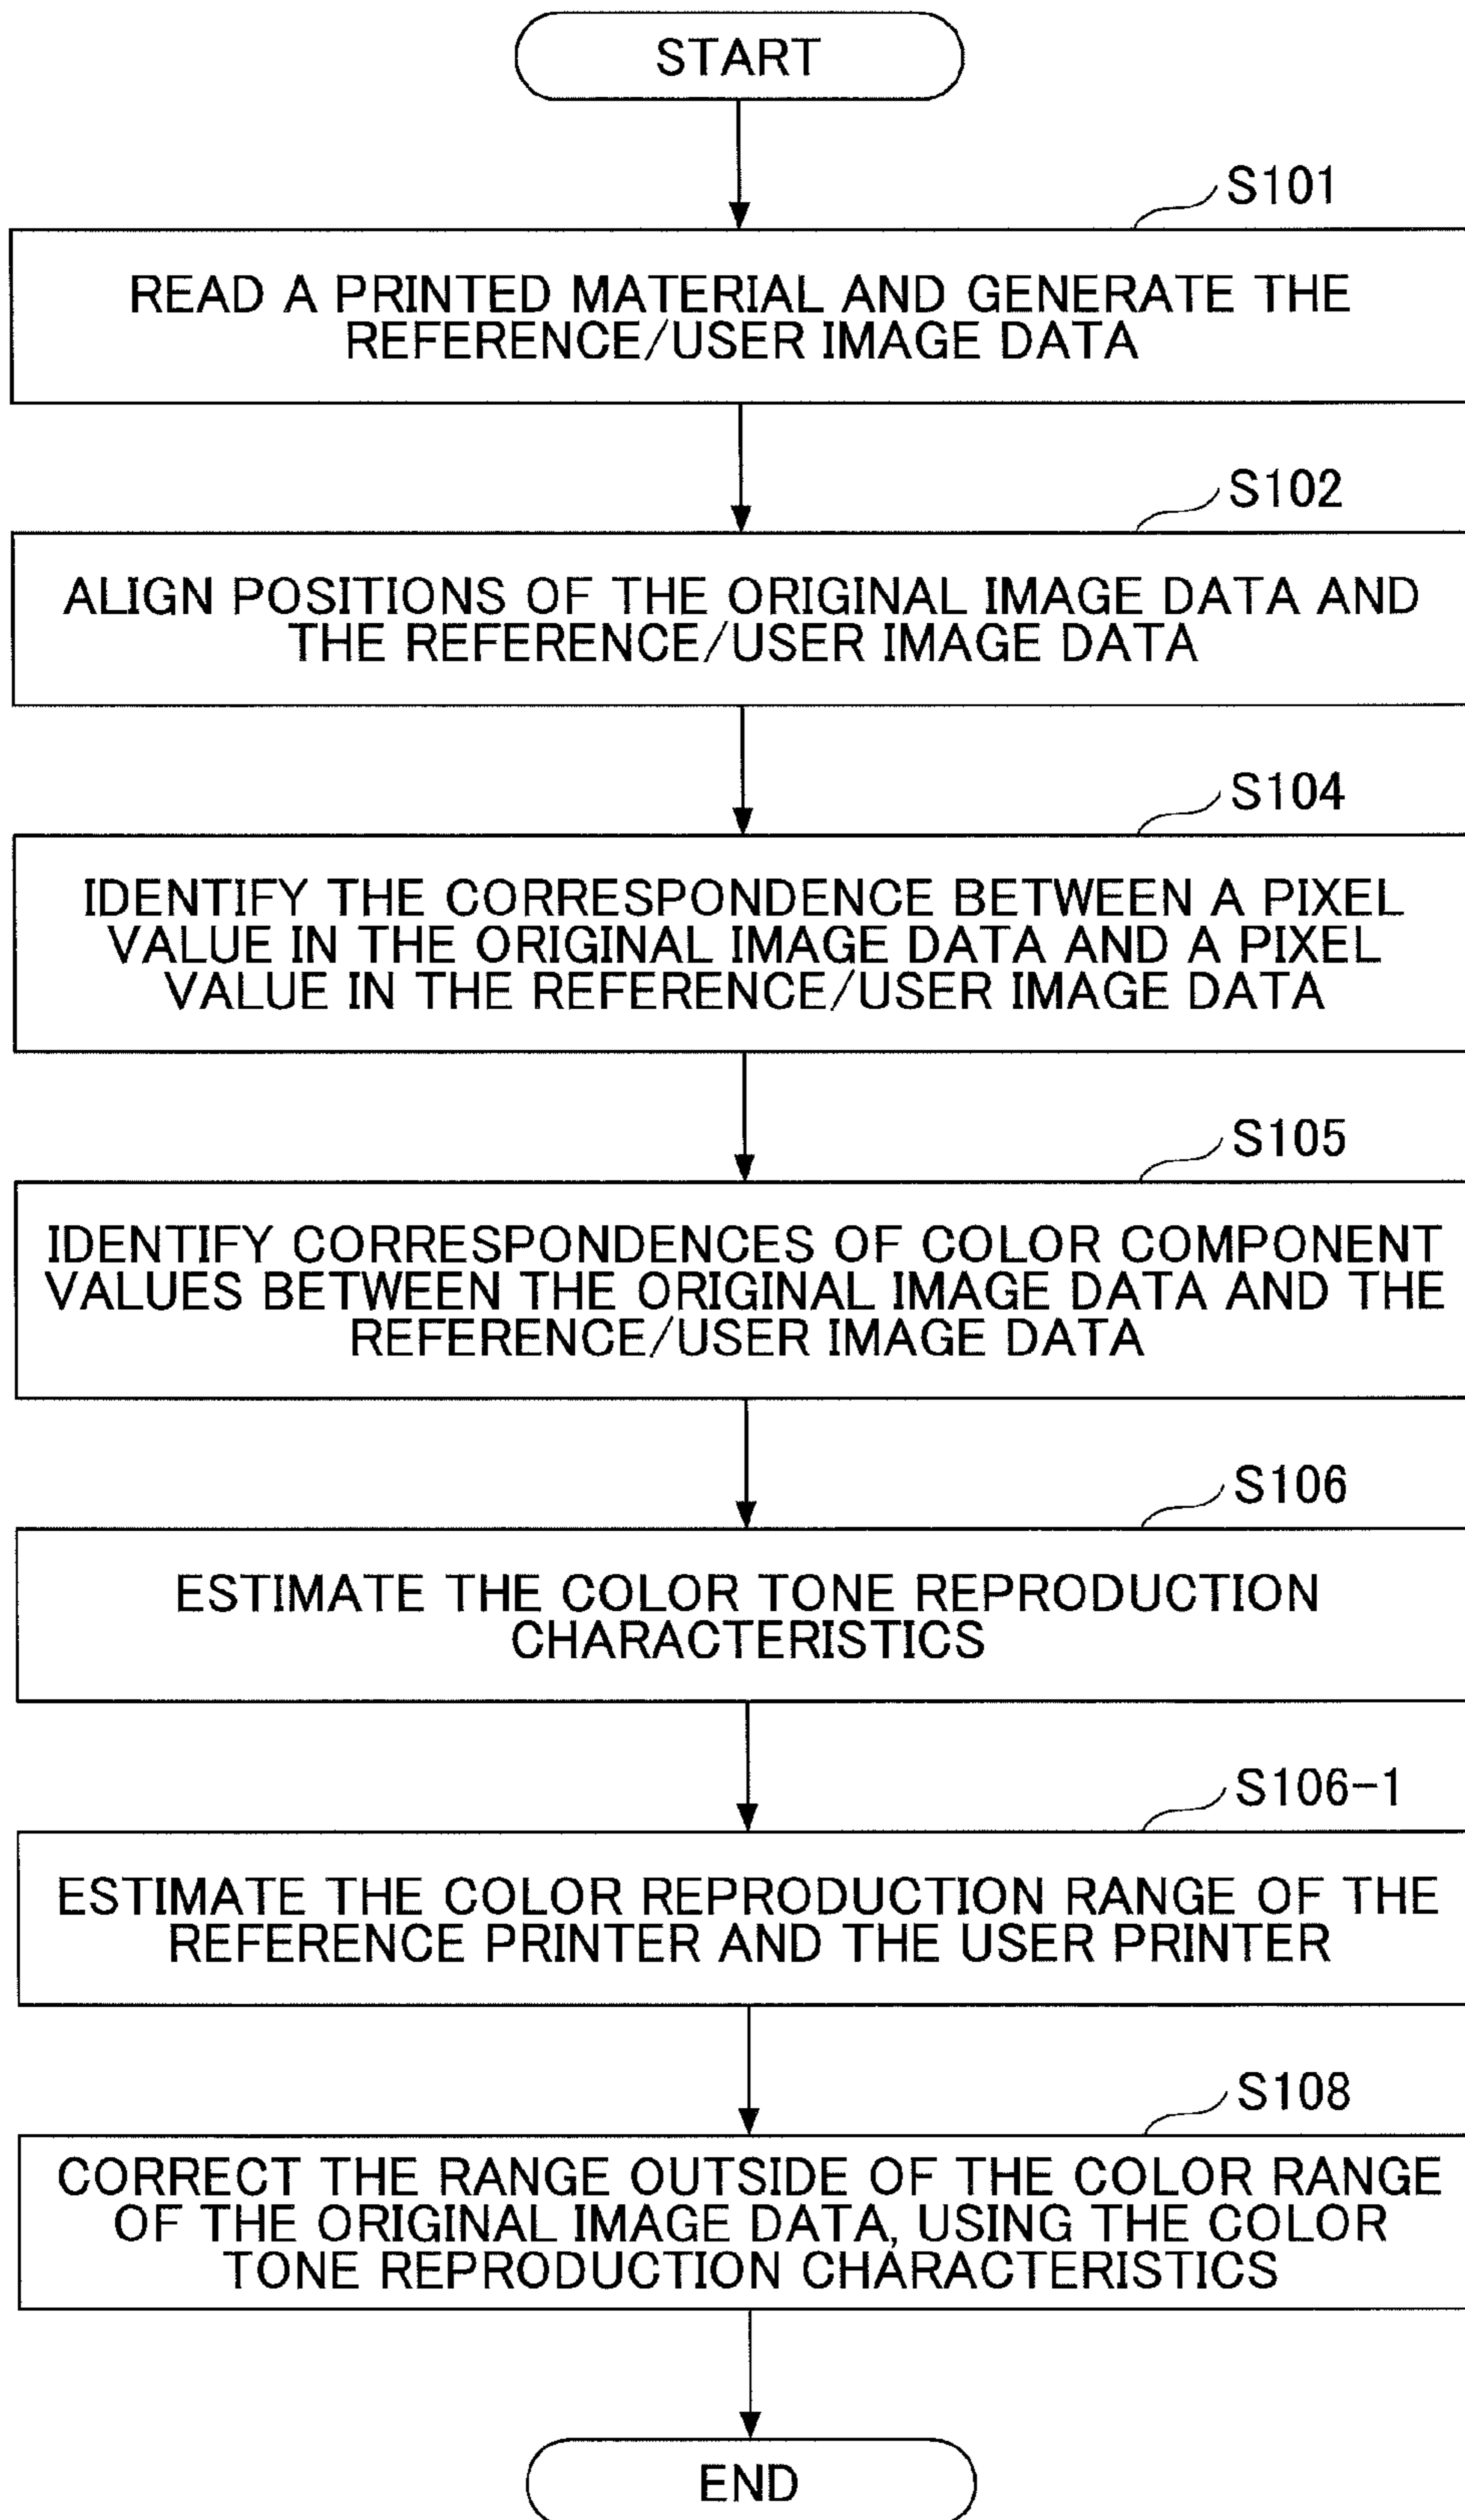 START
S101
READ A PRINTED MATERIAL AND GENERATE THE
REFERENCE/USER IMAGE DATA
S102
ALIGN POSITIONS OF THE ORIGINAL IMAGE DATA AND
THE REFERENCE/USER IMAGE DATA
S104
IDENTIFY THE CORRESPONDENCE BETWEEN A PIXEL
VALUE IN THE ORIGINAL IMAGE DATA AND A PIXEL
VALUE IN THE REFERENCE/USER IMAGE DATA
S105
IDENTIFY CORRESPONDENCES OF COLOR COMPONENT
VALUES BETWEEN THE ORIGINAL IMAGE DATA AND THE
REFERENCE/USER IMAGE DATA
S106
ESTIMATE THE COLOR TONE REPRODUCTION
CHARACTERISTICS
S106-1
ESTIMATE THE COLOR REPRODUCTION RANGE OF THE
REFERENCE PRINTER AND THE USER PRINTER
S108
CORRECT THE RANGE OUTSIDE OF THE COLOR RANGE
OF THE ORIGINAL IMAGE DATA, USING THE COLOR
TONE REPRODUCTION CHARACTERISTICS
END